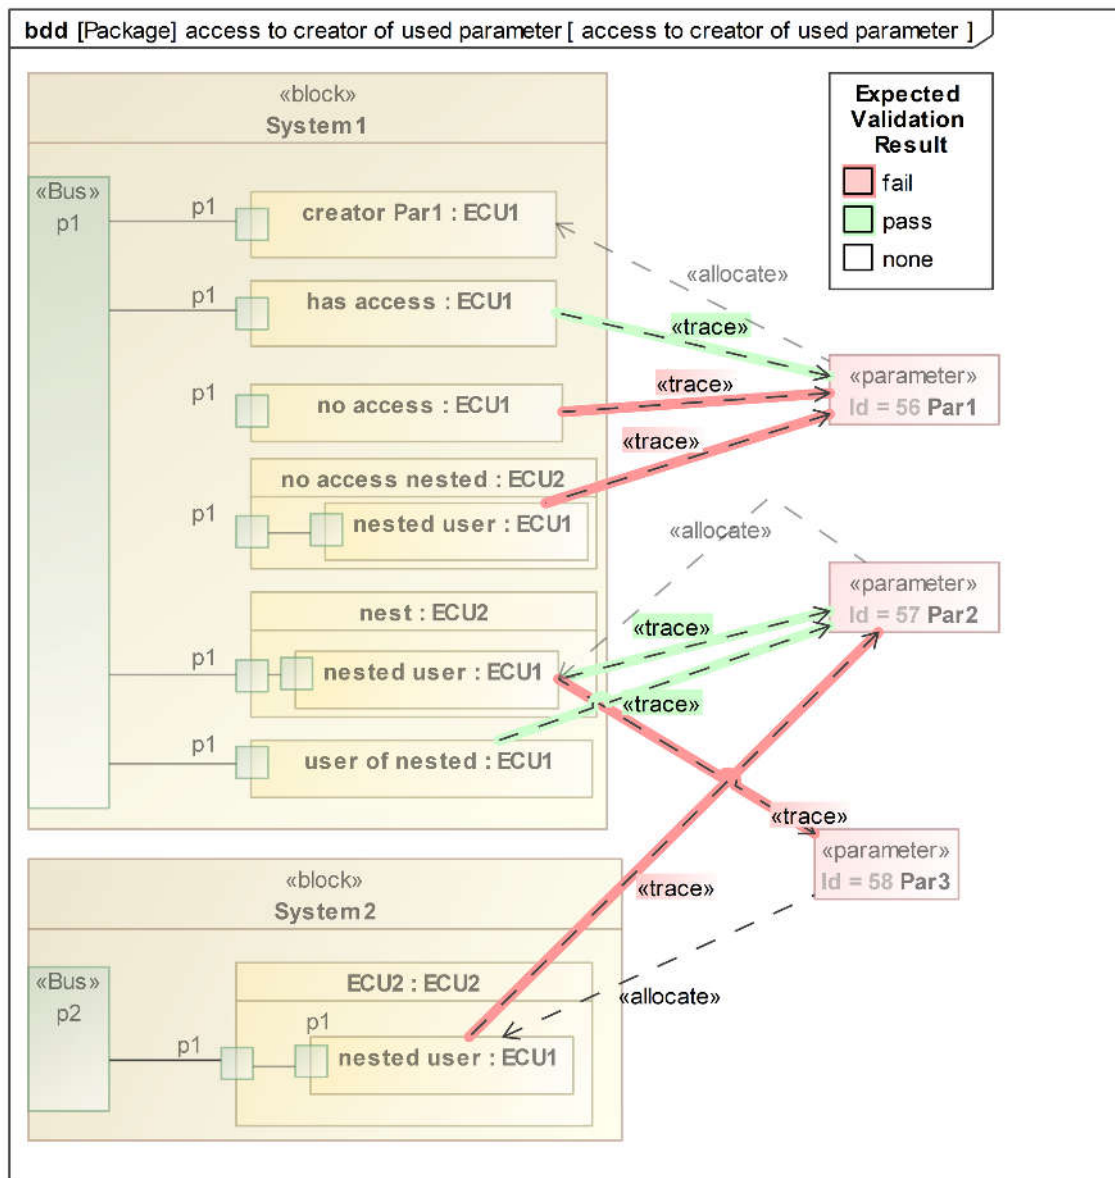 bdd [Package] access to creator of used parameter [ access to creator of used parameter ]
«block»
System1
«Bus»
p1
p1
creator Par1 : ECU1
p1
has access : ECU1
p1
no access : ECU1
no access nested : ECU2
p1
nested user : ECU1
nest : ECU2
p1
nested user : ECU1
p1
user of nested : ECU1
Expected
Validation
Result
fail
pass
none
«allocate»
«trace»
«trace»
«trace»
«parameter»
Id = 56 Par1
«allocate»
«parameter»
Id = 57 Par2
«trace»
«trace»
«trace»
«parameter»
Id = 58 Par3
«trace»
«allocate»
«block»
System2
«Bus»
p2
ECU2 : ECU2
p1
p1
nested user : ECU1